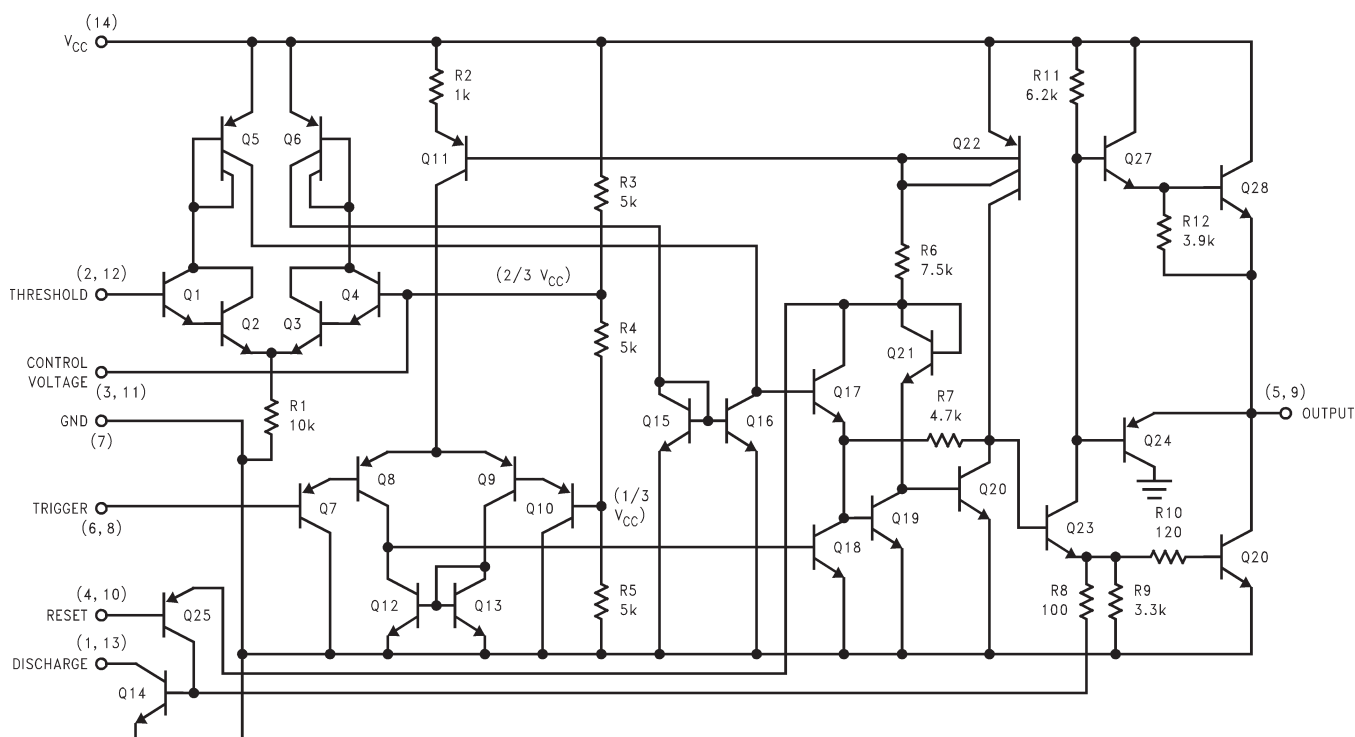 (14)
VCC
R2
1k
R11
6.2k
Q5
Q6
Q11
Q22
Q27
Q28
R3
5k
R12
3.9k
R6
7.5k
(2, 12)
THRESHOLD
Q1
Q4
(2/3 VCC)
Q2
Q3
R4
5k
Q21
CONTROL
VOLTAGE
(3, 11)
R1
10k
GND
(7)
Q15
Q16
Q17
R7
4.7k
(5, 9)
OUTPUT
Q24
Q8
Q9
Q7
Q10
(1/3
VCC)
TRIGGER
(6, 8)
Q18
Q19
Q20
Q23
R10
120
Q20
(4, 10)
RESET
Q25
Q12
Q13
R5
5k
R8
100
R9
3.3k
(1, 13)
DISCHARGE
Q14